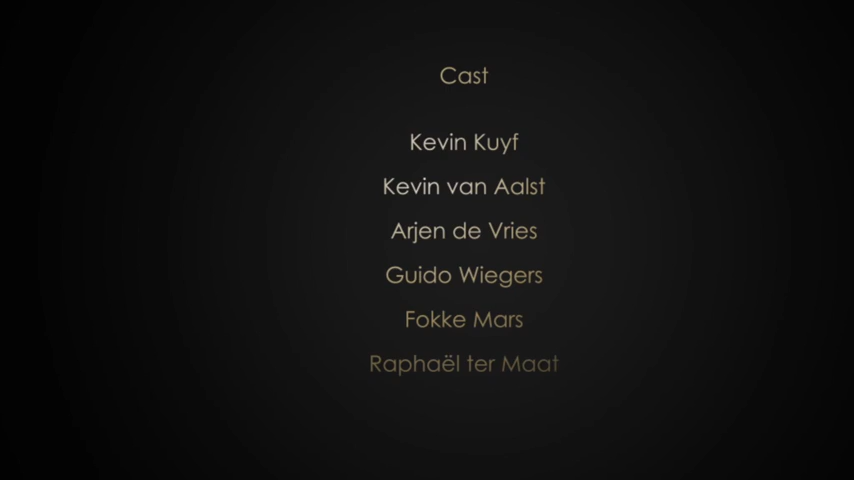 Cast
Kevin Kuyf
Kevin van Aalst
Arjen de Vries
Guido Wiegers
Fokke Mars
Raphaël ter Maat